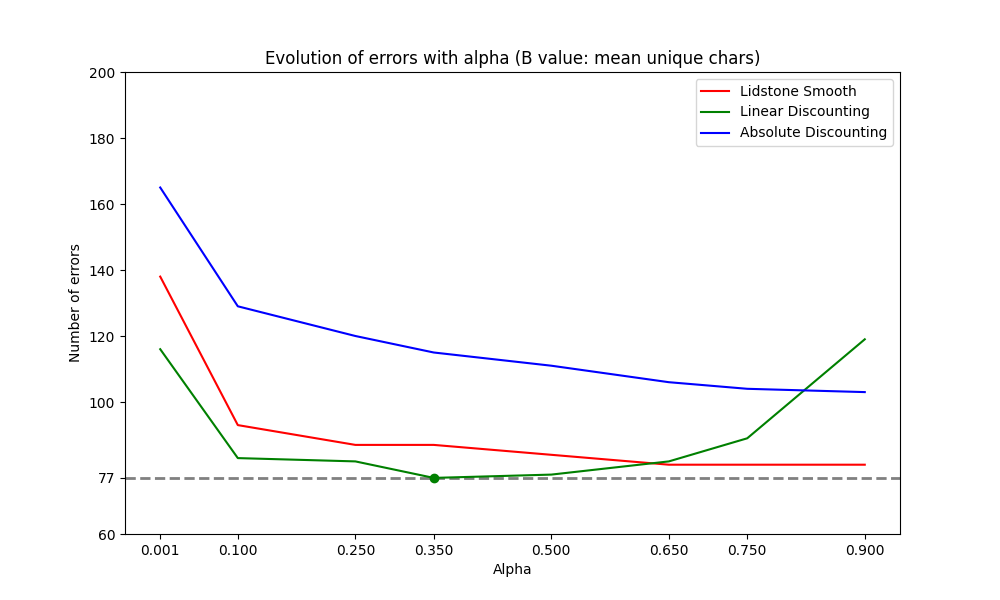 Evolution of errors with alpha (B value: mean unique chars)
200
180
160
140
120
100
77
60
Number of errors
Lidstone Smooth
Linear Discounting
Absolute Discounting
0.001 0.100 0.250 0.350 0.500 0.650 0.750 0.900
Alpha